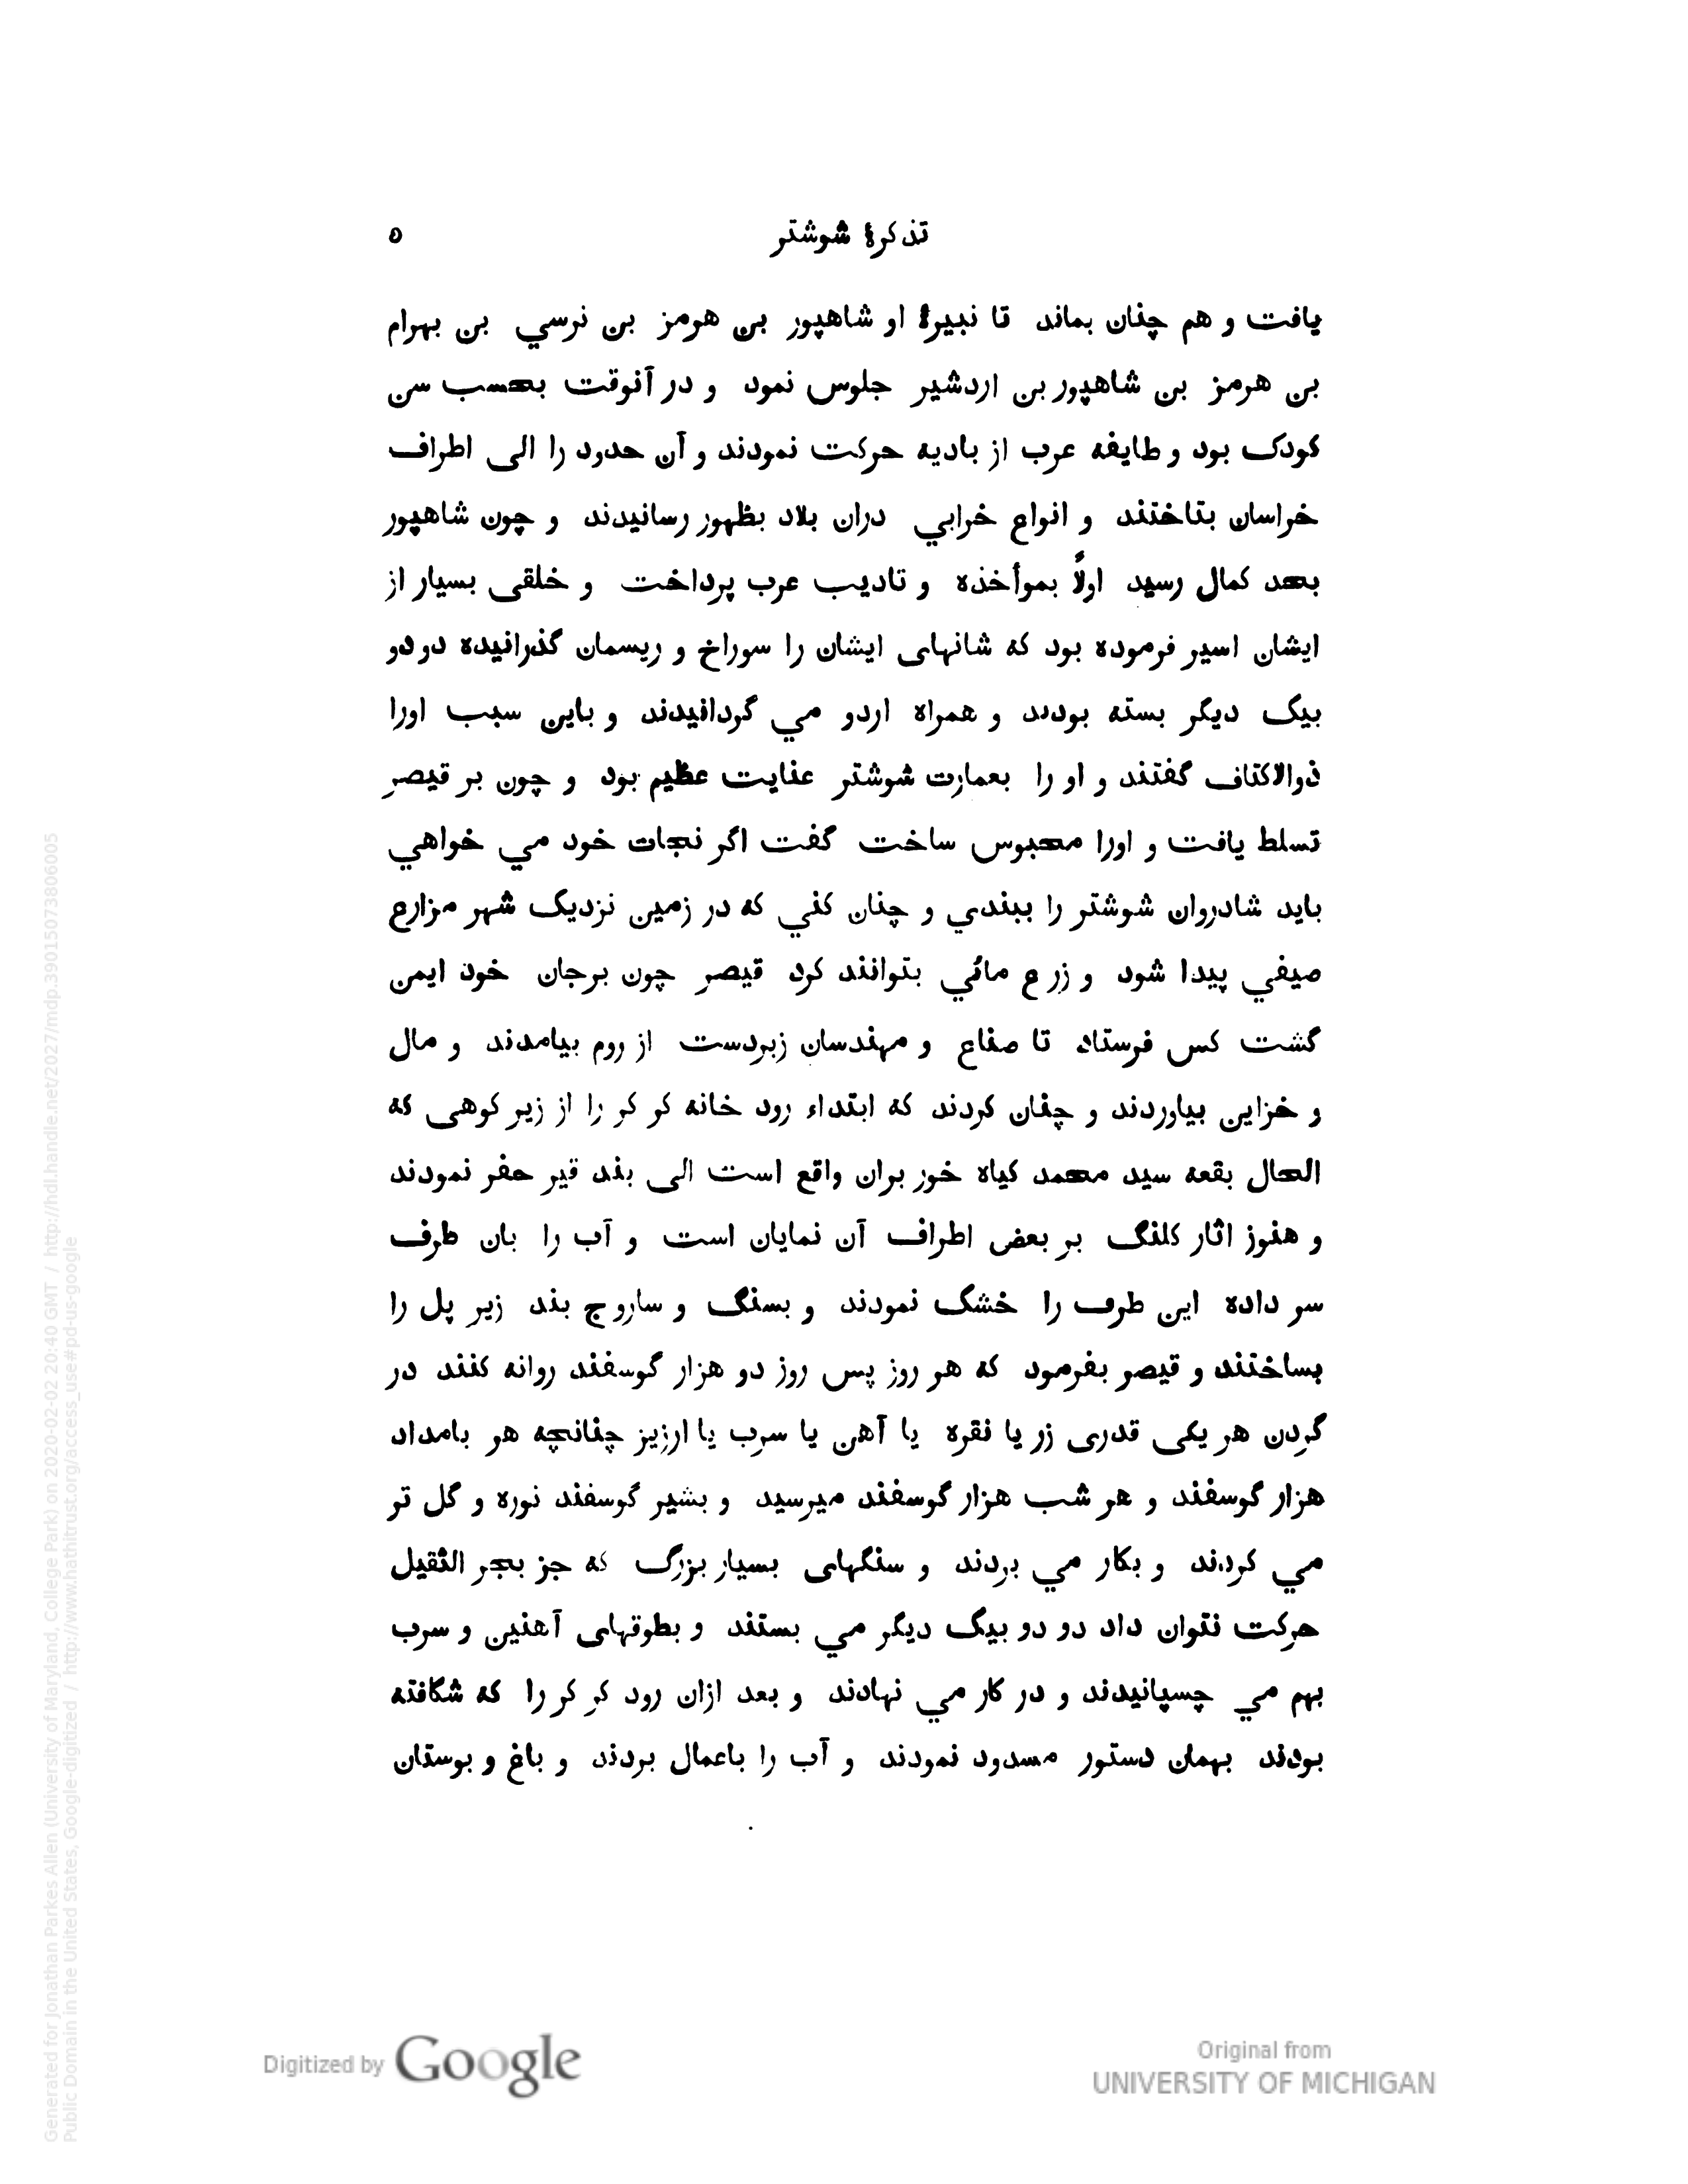 تذكرۀ شوشتر ۵
یافت و هم چنان بماند تا نبیرۀ او شاهپور بن هرمز بن نرسي بن بهرام
بن هرمز بن شاهپور بن اردشیر جلوس نمود و در آنوقت بحسب سن
کودک بود و طایفه عرب از بادیه حرکت نمودند و آن حدود را الی اطراف
خراسان بتاختند و انواع خرابي دران بلاد بظهور رسانیدند و چون شاهپور
بحد کمال رسید اولاً بمواخذه و تادیب عرب پرداخت و خلقی بسیار از
ایشان اسیر فرموده بود که شانهای ایشان را سوراخ و ریسمان گذرانیده دو دو
بیک دیگر بسته بودند و همراه اردو مي گردانیدند و باین سبب اورا
ذوالاکتاف گفتند و او را بعمارت شوشتر عنایت عظیم بود و چون بر قیصر
تسلط یافت و اورا محبوس ساخت گفت اگر نجات خود مي خواهي
باید شادروان شوشتر را ببندي و چنان کني که در زمین نزدیک شهر مزارع
صیفي پیدا شود و زرع مائي بتوانند کرد قیصر چون برجان خود ایمن
گشت کس فرستاد تا صناع و مهندسان زبردست از روم بیامدند و مال
و خزاین بیاوردند و چنان کردند که ابتداء رود خانه کر کر را از زیر کوهی که
الحال بقعه سید محمد کیاه خور بران واقع است الی بند قیر حفر نمودند
و هنوز اثار کلنگ بر بعض اطراف آن نمایان است و آب را بان طرف
سر داده این طرف را خشک نمودند و بسنگ و ساروج بند زیر پل را
بساختند و قیصر بفرمود که هر روز پس روز دو هزار گوسفند روانه کنند در
گردن هر یکی قدری زر یا نقره یا آهن یا سرب یا ارزیز چنانچه هر بامداد
هزار گوسفند و هر شب هزار گوسفند میرسید و بشیر گوسفند نوره و گل تر
مي کردند و بکار مي بردند و سنگهای بسیار بزرگ که جز بجر الثقیل
حرکت نتوان داد دو دو بیک دیگر مي بستند و بطوقهای آهنین و سرب
بهم مي چسپانیدند و در کار مي نهادند و بعد ازان رود کر کر را که شکافته
بودند بهمان دستور مسدود نمودند و آب را باعمال بردند و باغ و بوستان
Digitized by Google
Original from
UNIVERSITY OF MICHIGAN
Generated for Jonathan Parkes Allen (University of Maryland, College Park) on 2020-02-02 20:40 GMT / http://hdl.handle.net/2027/mdp.39015073806005
Public Domain in the United States, Google-digitized / http://www.hathitrust.org/access_use#pd-us-google